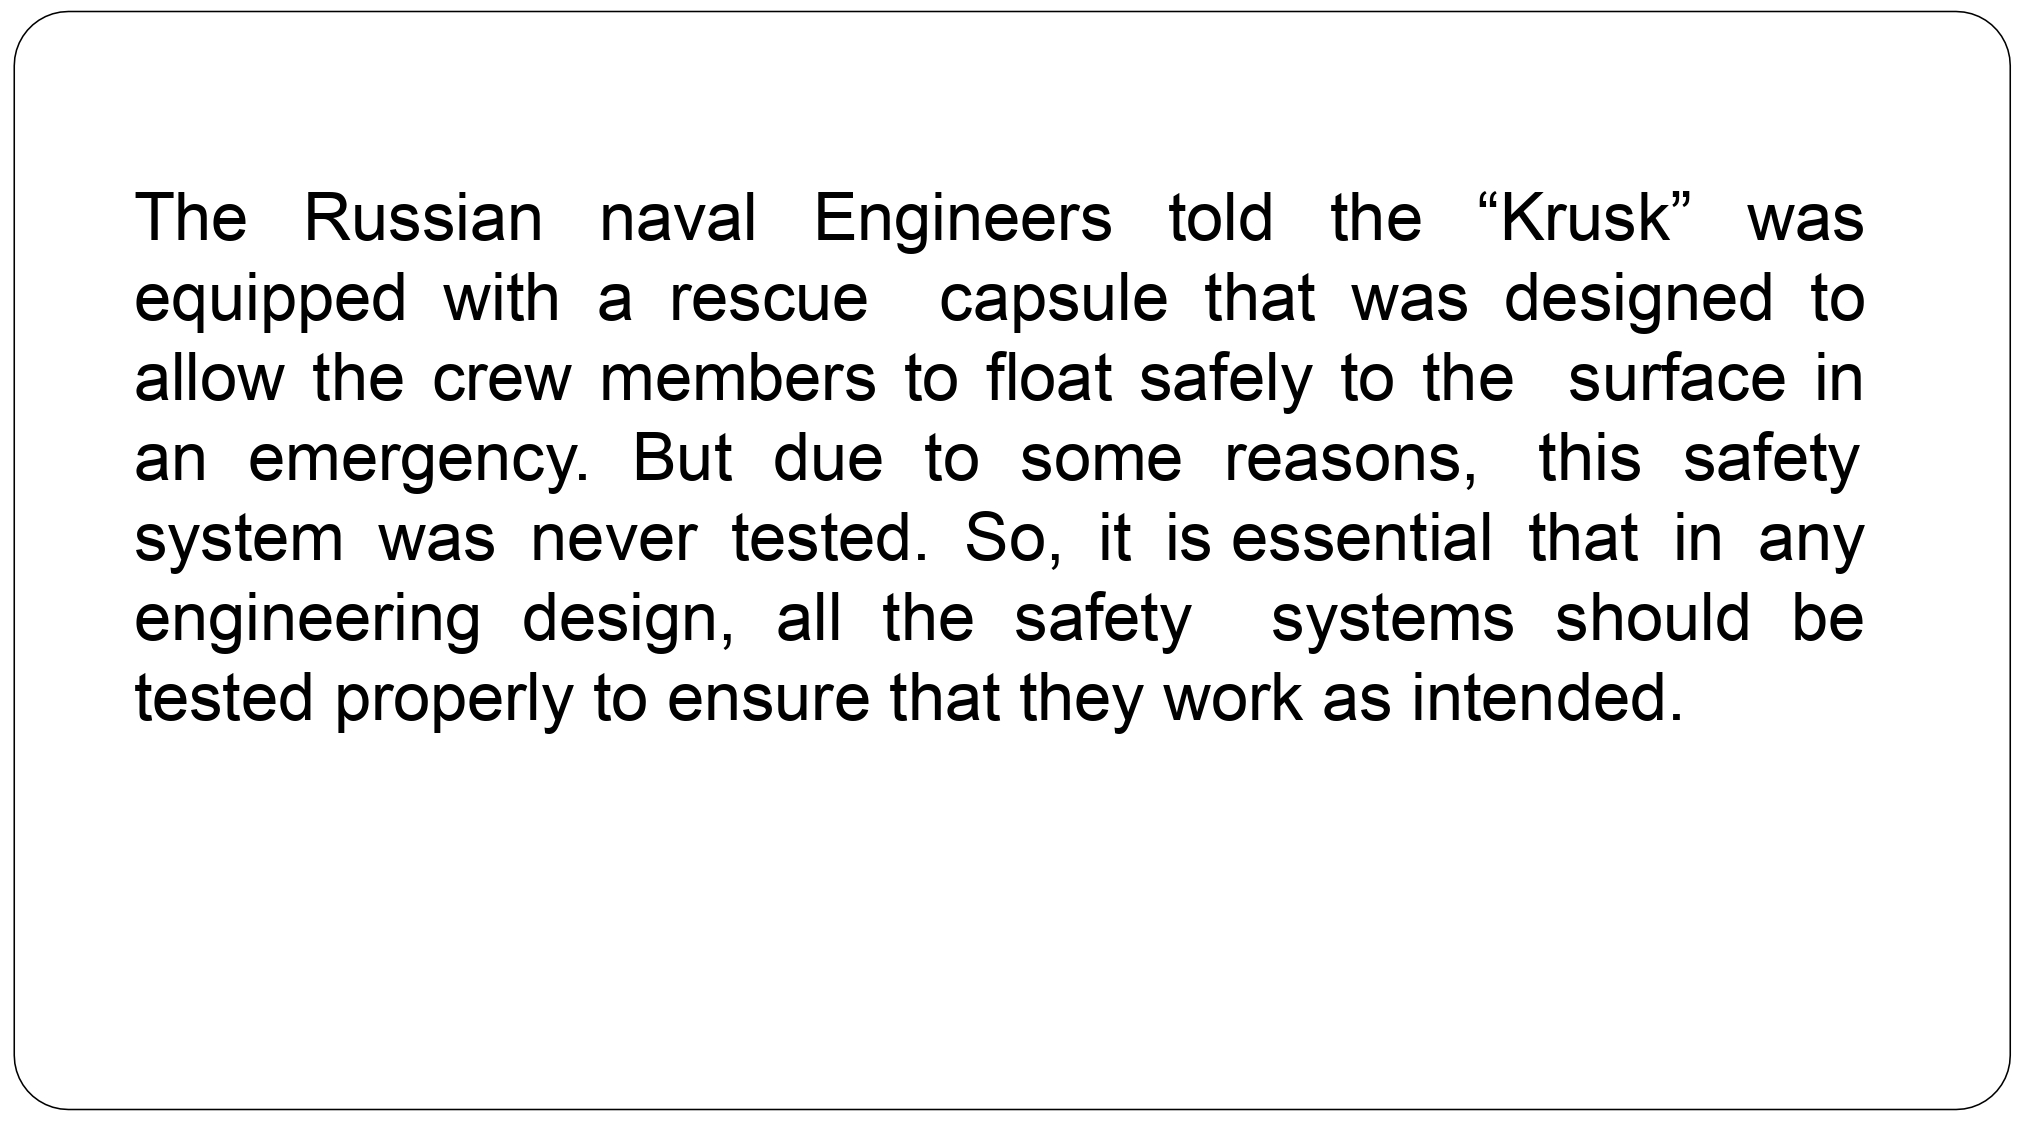 The Russian naval Engineers told the “Krusk” was
equipped with a rescue capsule that was designed to
allow the crew members to float safely to the surface in
an emergency. But due to some reasons, this safety
system was never tested. So, it is essential that in any
engineering design, all the safety systems should be
tested properly to ensure that they work as intended.